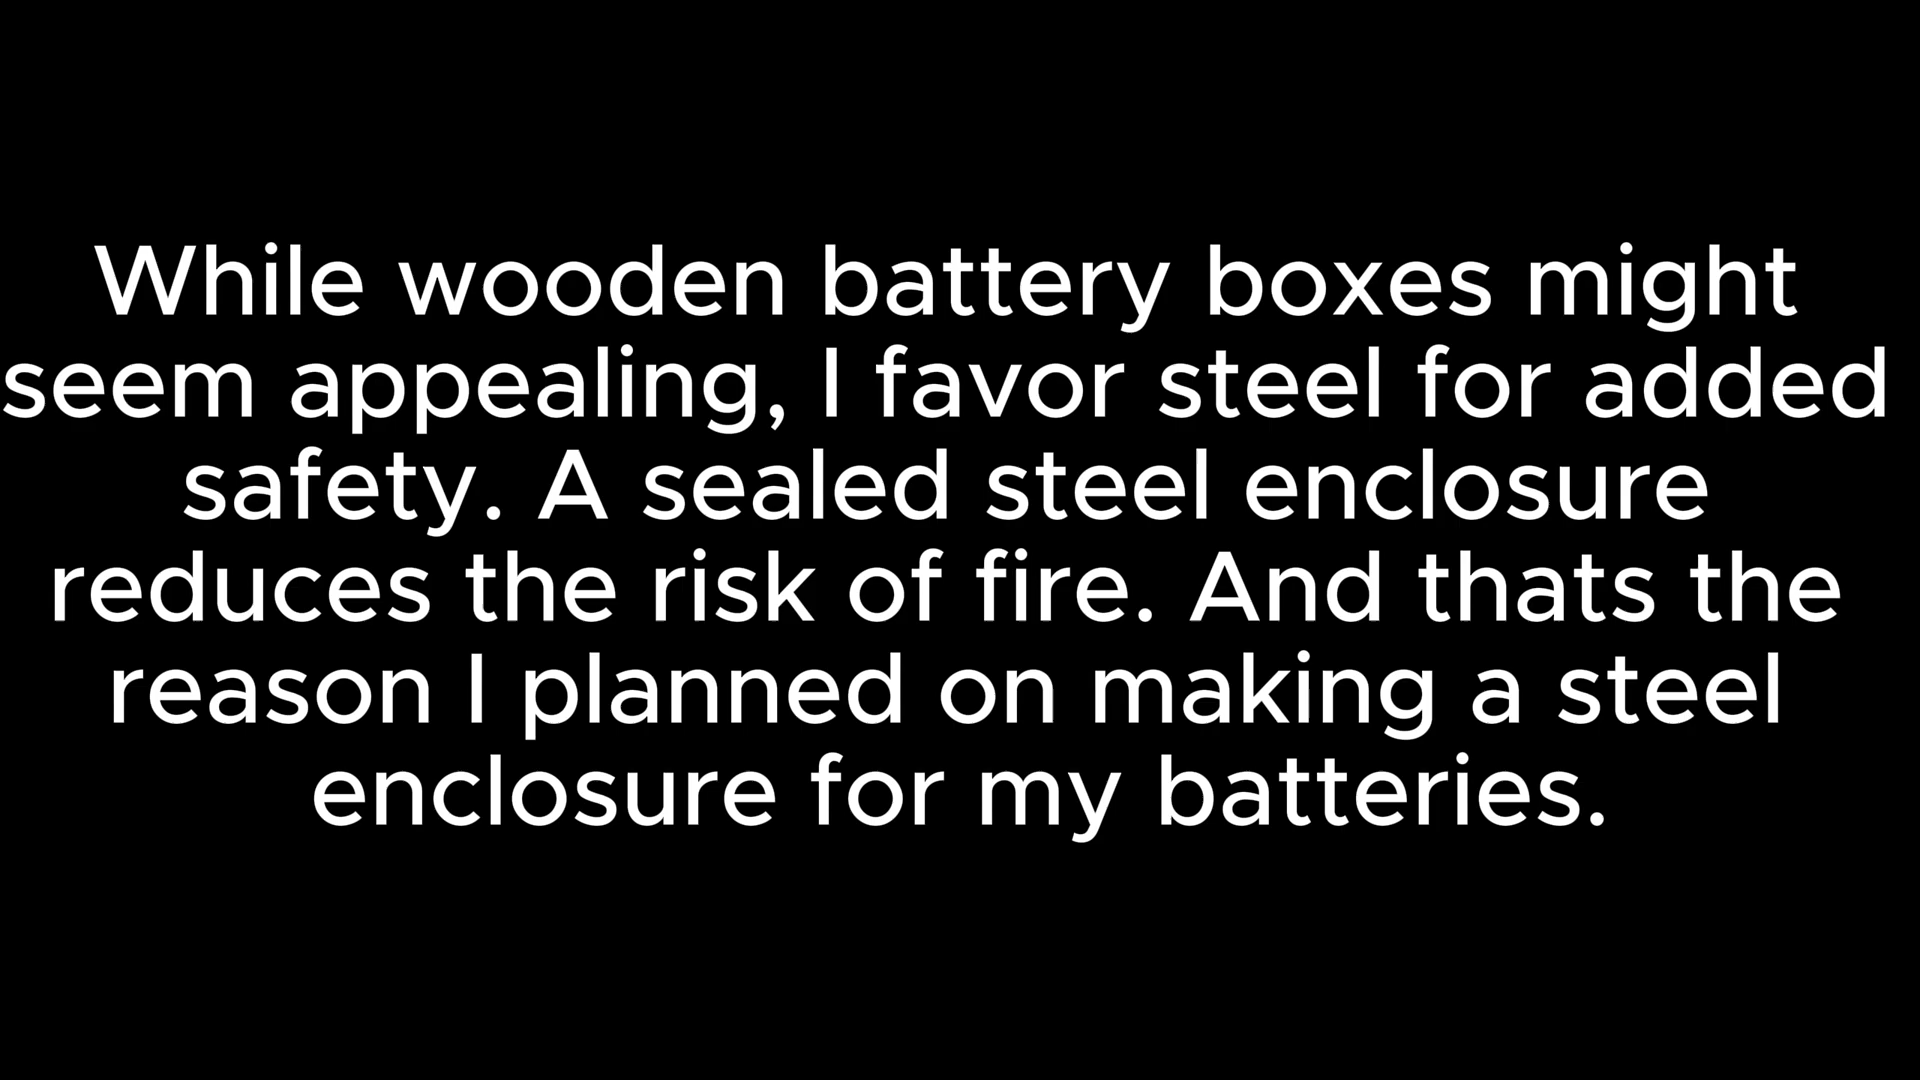 While wooden battery boxes might
seem appealing, I favor steel for added
safety. A sealed steel enclosure
reduces the risk of fire. And thats the
reason I planned on making a steel
enclosure for my batteries.